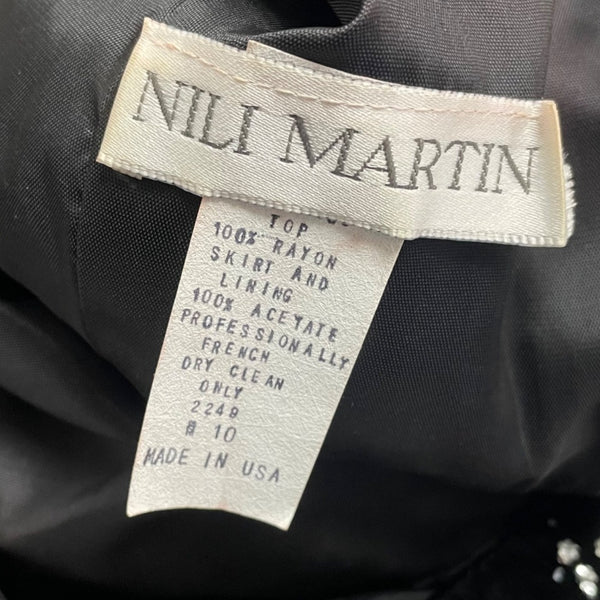 NILI MARTIN
TOP
100% RAYON
SKIRT AND
LINING
100% ACETATE
PROFESSIONALLY
FRENCH
DRY CLEAN
ONLY
2249
# 10
MADE IN USA